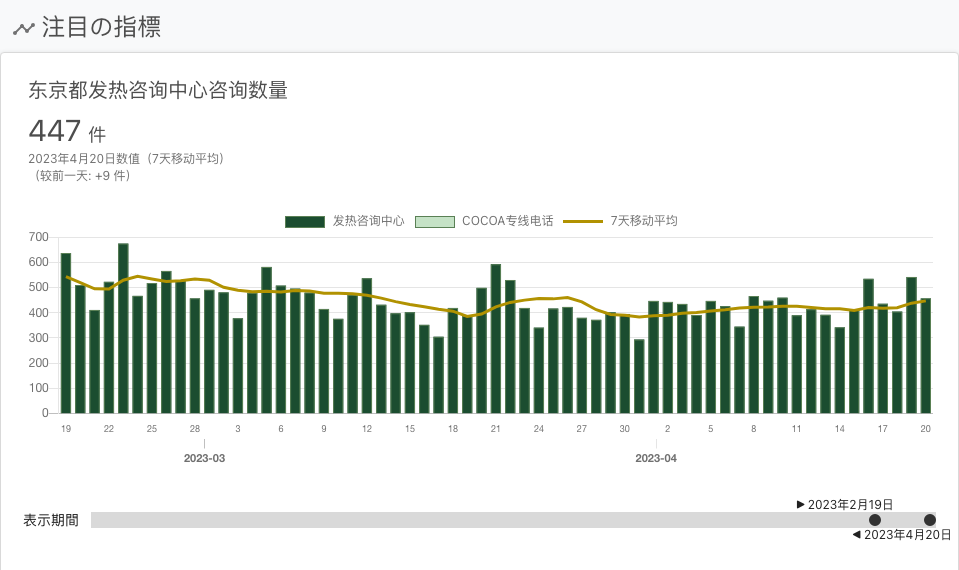 注目の指標
东京都发热咨询中心咨询数量
447 件
2023年4月20日数值（7天移动平均）
（较前一天: +9 件）
发热咨询中心 COCOA专线电话 7天移动平均
700
600
500
400
300
200
100
0
19 22 25 28 3 6 9 12 15 18 21 24 27 30 2 5 8 11 14 17 20
2023-03 2023-04
2023年2月19日
表示期間
2023年4月20日